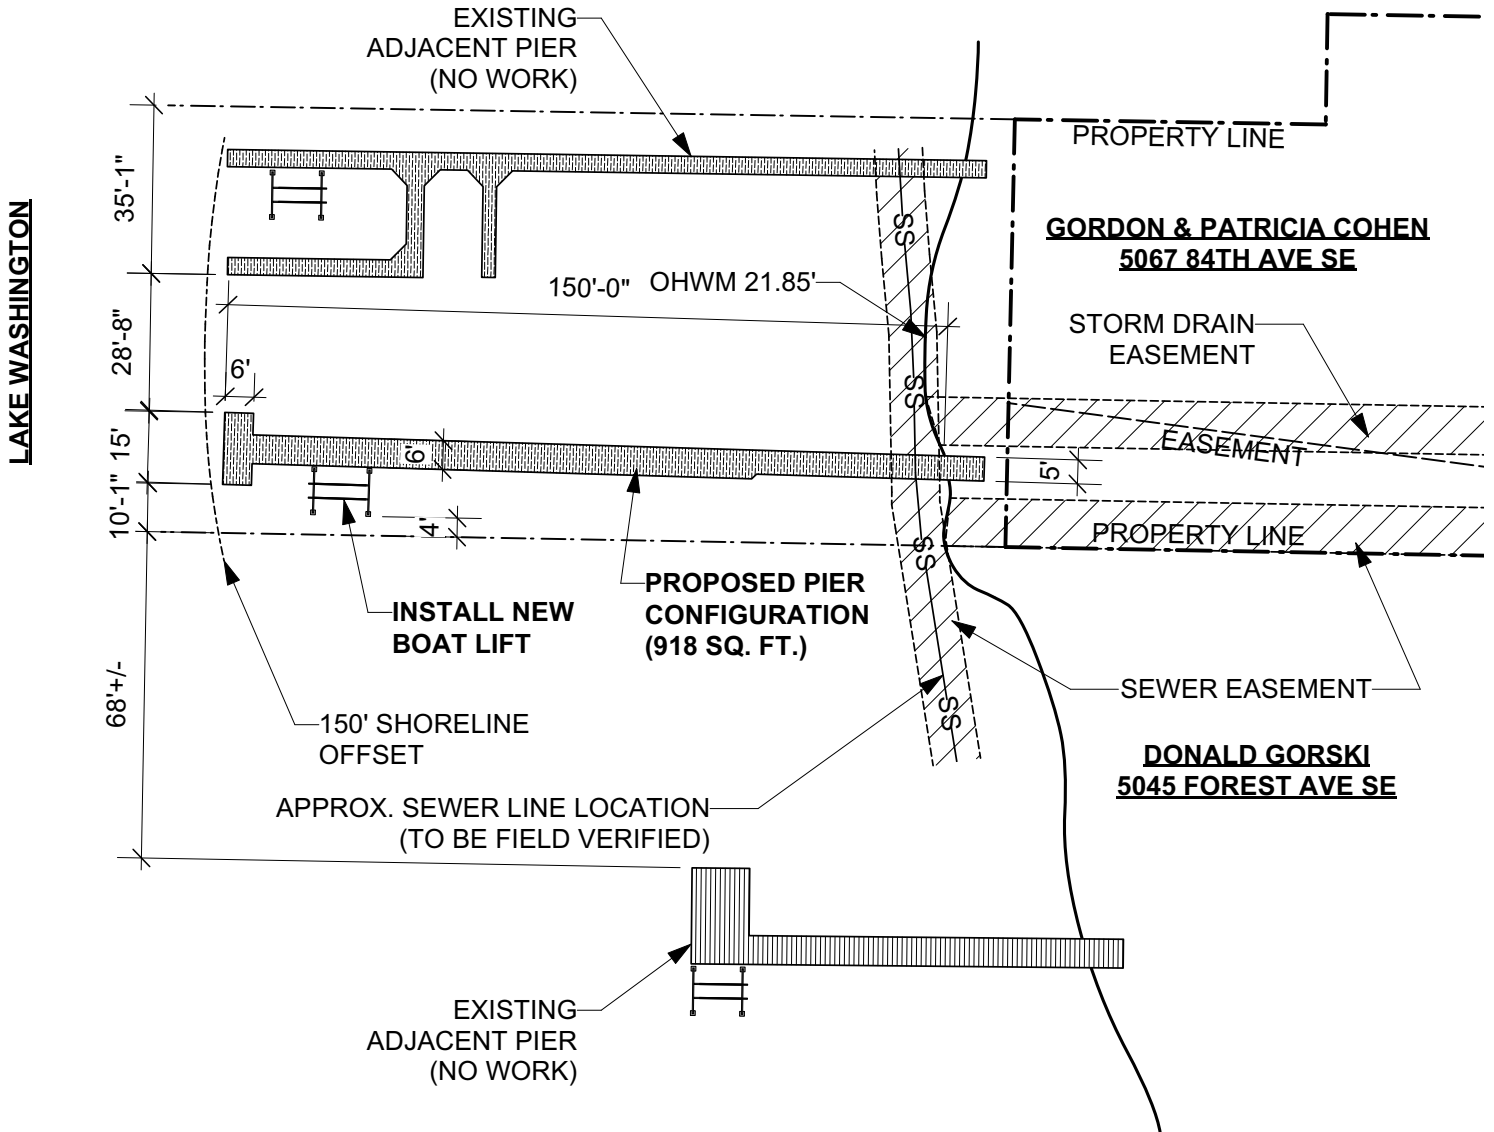 EXISTING
ADJACENT PIER
(NO WORK)
PROPERTY LINE
35'-1"
LAKE WASHINGTON
GORDON & PATRICIA COHEN
5067 84TH AVE SE
SS
150'-0"
OHWM 21.85'
28'-8"
STORM DRAIN
EASEMENT
6'
SS
15'
6'
EASEMENT
5'
10'-1"
4'
PROPERTY LINE
SS
INSTALL NEW
BOAT LIFT
PROPOSED PIER
CONFIGURATION
(918 SQ. FT.)
68'+/-
SEWER EASEMENT
SS
150' SHORELINE
OFFSET
DONALD GORSKI
5045 FOREST AVE SE
APPROX. SEWER LINE LOCATION
(TO BE FIELD VERIFIED)
EXISTING
ADJACENT PIER
(NO WORK)